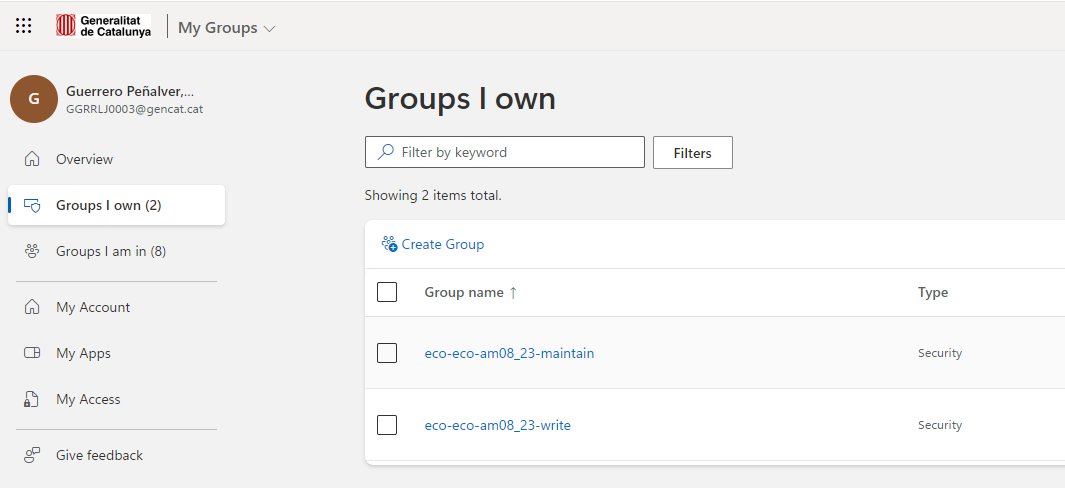 Generalitat
de Catalunya
My Groups
G
Guerrero Peñalver,...
GGRRLJ0003@gencat.cat
Overview
Groups I own (2)
Groups I am in (8)
My Account
My Apps
My Access
Give feedback
Groups I own
Filter by keyword
Filters
Showing 2 items total.
Create Group
Group name ↑ Type
eco-eco-am08_23-maintain Security
eco-eco-am08_23-write Security